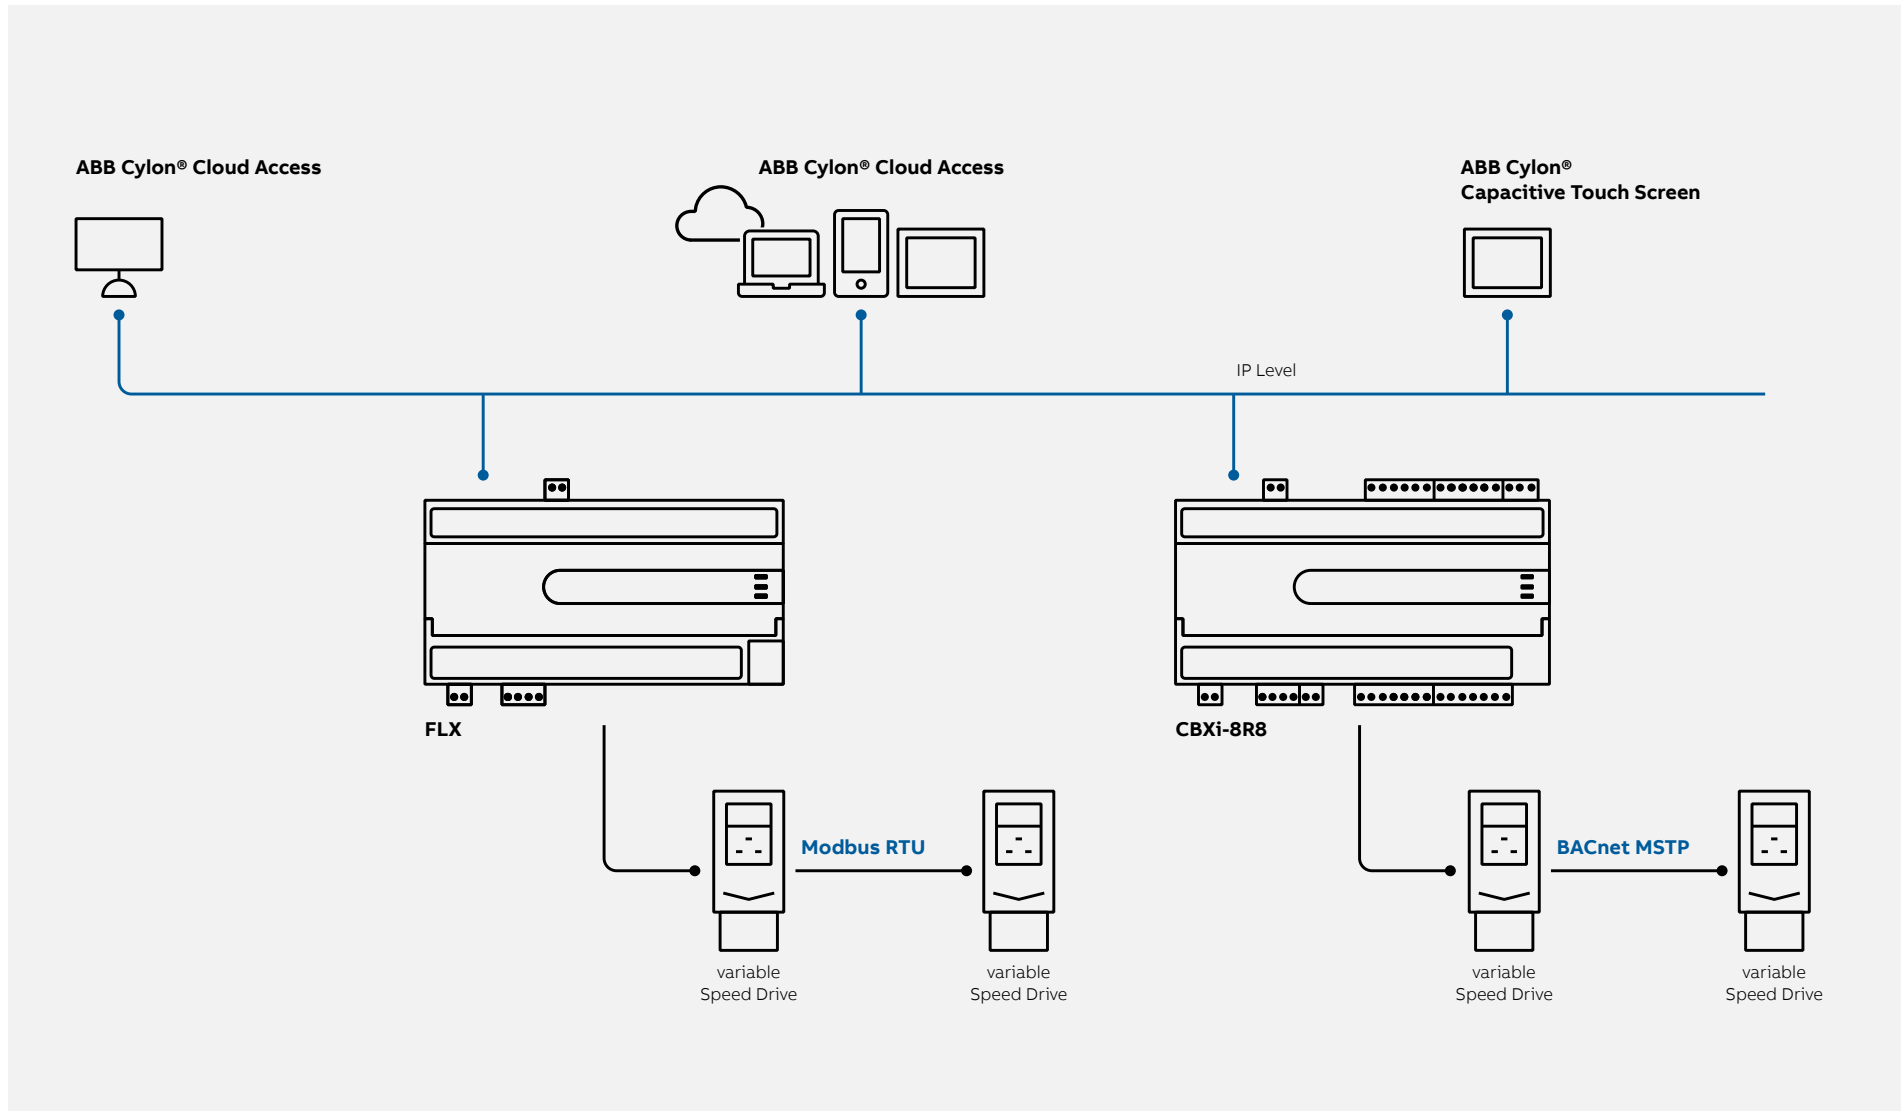 ABB Cylon® Cloud Access
ABB Cylon® Cloud Access
ABB Cylon®
Capacitive Touch Screen
IP Level
FLX
CBXi-8R8
Modbus RTU
BACnet MSTP
variable
Speed Drive
variable
Speed Drive
variable
Speed Drive
variable
Speed Drive